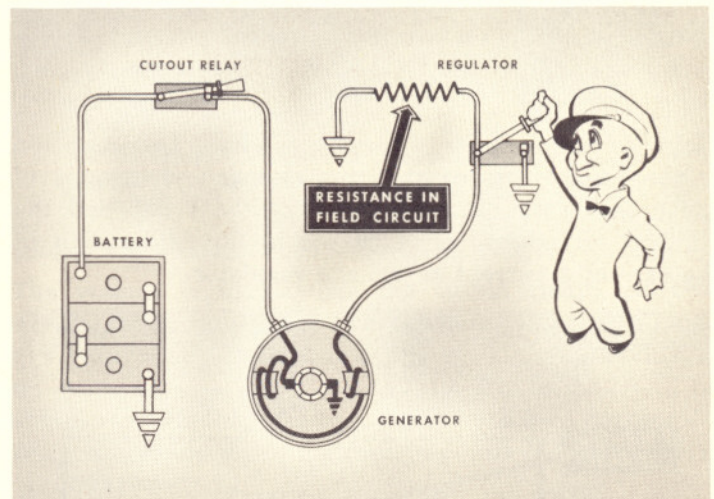 CUTOUT RELAY
REGULATOR
RESISTANCE IN
FIELD CIRCUIT
BATTERY
GENERATOR